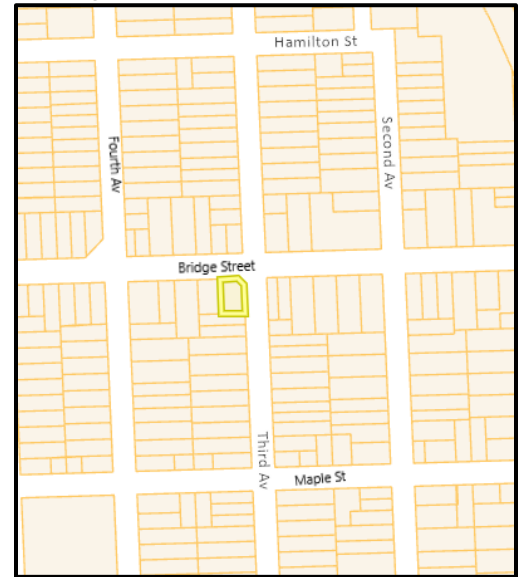 Hamilton St
Fourth Av
Second Av
Bridge Street
Third Av
Maple St